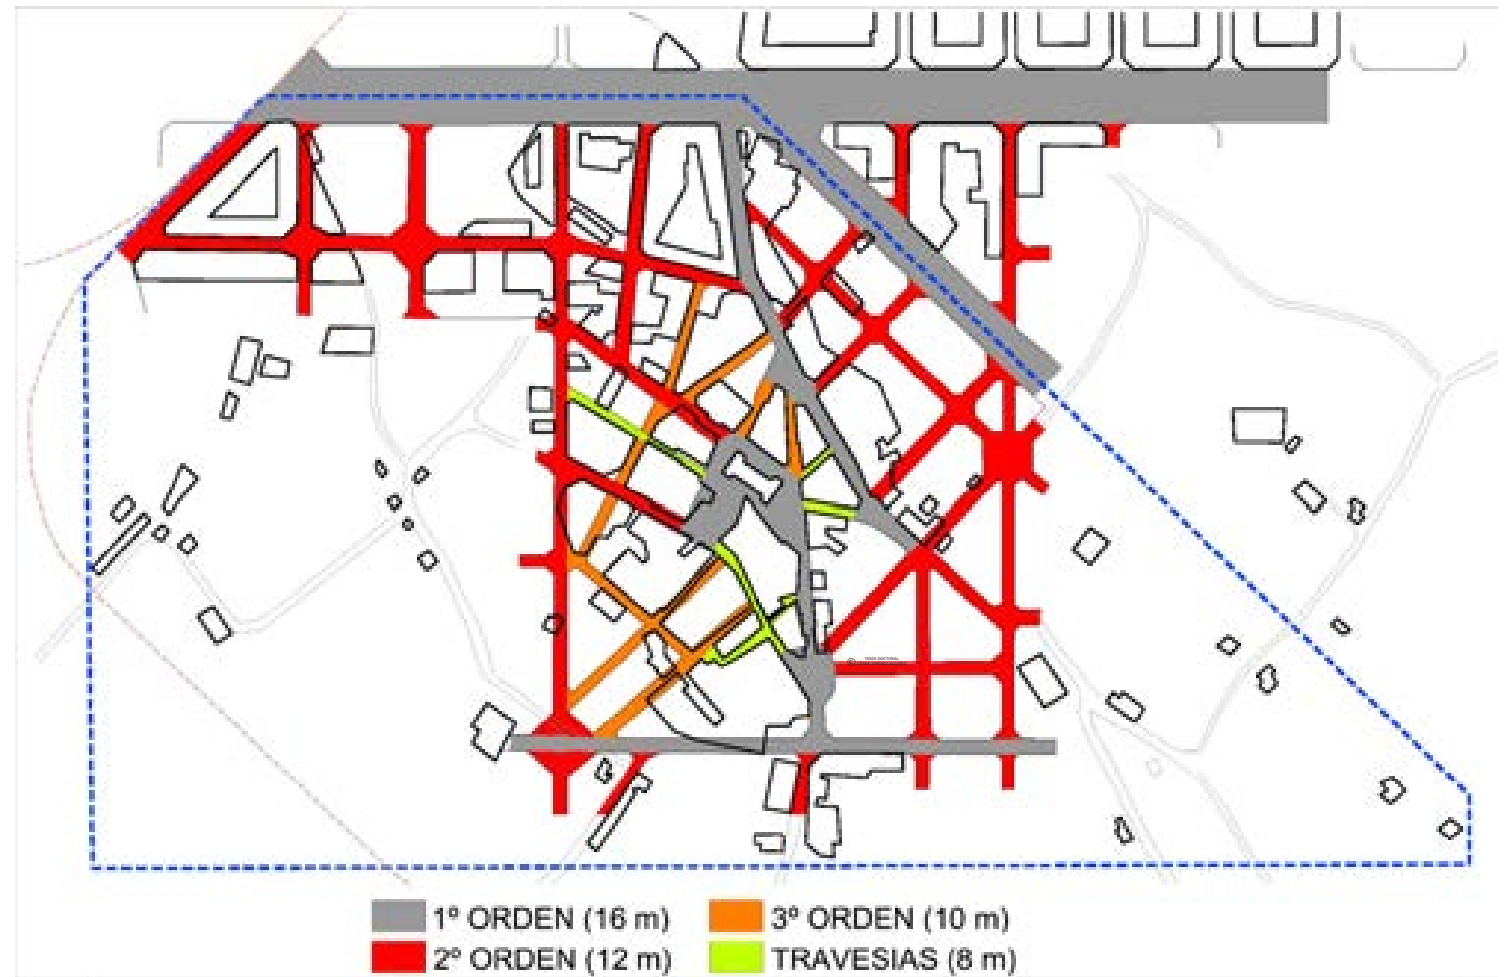 1º ORDEN (16 m)
3º ORDEN (10 m)
2º ORDEN (12 m)
TRAVESIAS (8 m)